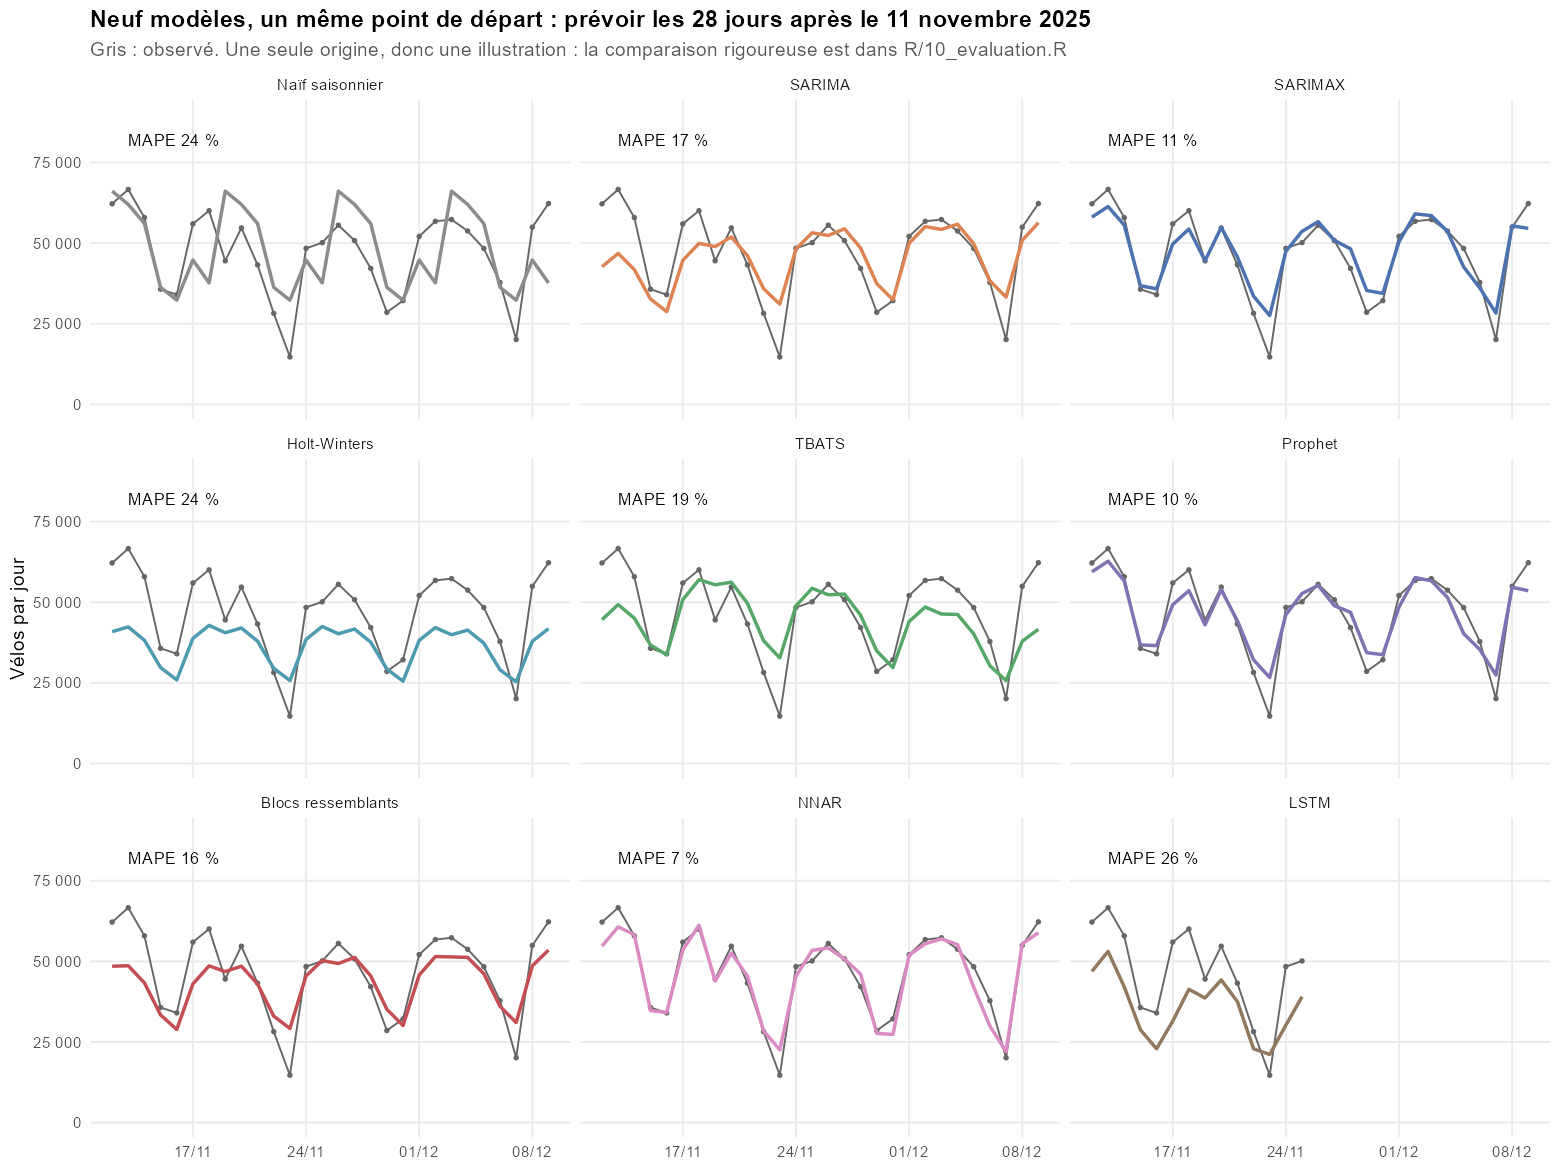 Neuf modèles, un même point de départ : prévoir les 28 jours après le 11 novembre 2025
Gris : observé. Une seule origine, donc une illustration : la comparaison rigoureuse est dans R/10_evaluation.R
Naïf saisonnier
SARIMA
SARIMAX
MAPE 24 %
MAPE 17 %
MAPE 11 %
75 000
50 000
25 000
0
Holt-Winters
TBATS
Prophet
MAPE 24 %
MAPE 19 %
MAPE 10 %
75 000
50 000
25 000
0
Vélos par jour
Blocs ressemblants
NNAR
LSTM
MAPE 16 %
MAPE 7 %
MAPE 26 %
75 000
50 000
25 000
0
17/11
24/11
01/12
08/12
17/11
24/11
01/12
08/12
17/11
24/11
01/12
08/12